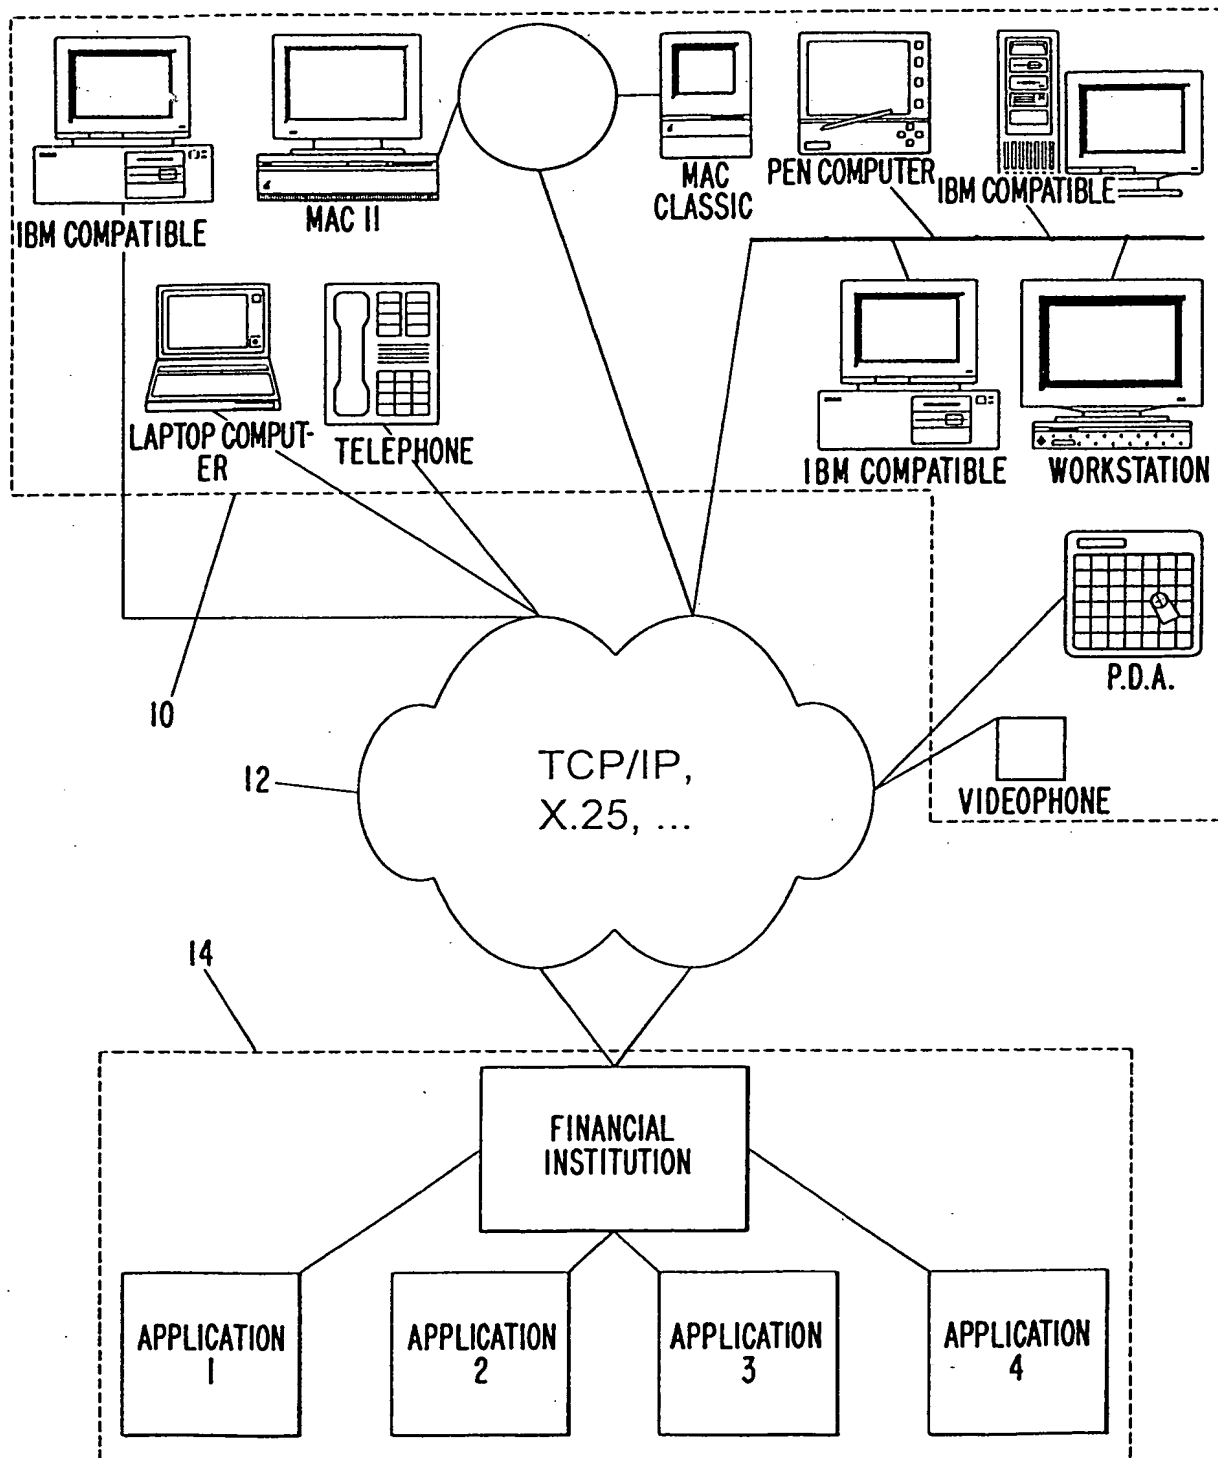 IBM COMPATIBLE
MAC II
MAC
CLASSIC
PEN COMPUTER
IBM COMPATIBLE
LAPTOP COMPUT-
ER
TELEPHONE
IBM COMPATIBLE
WORKSTATION
P.D.A.
VIDEOPHONE
10
12
TCP/IP,
X.25, ...
14
FINANCIAL
INSTITUTION
APPLICATION
1
APPLICATION
2
APPLICATION
3
APPLICATION
4